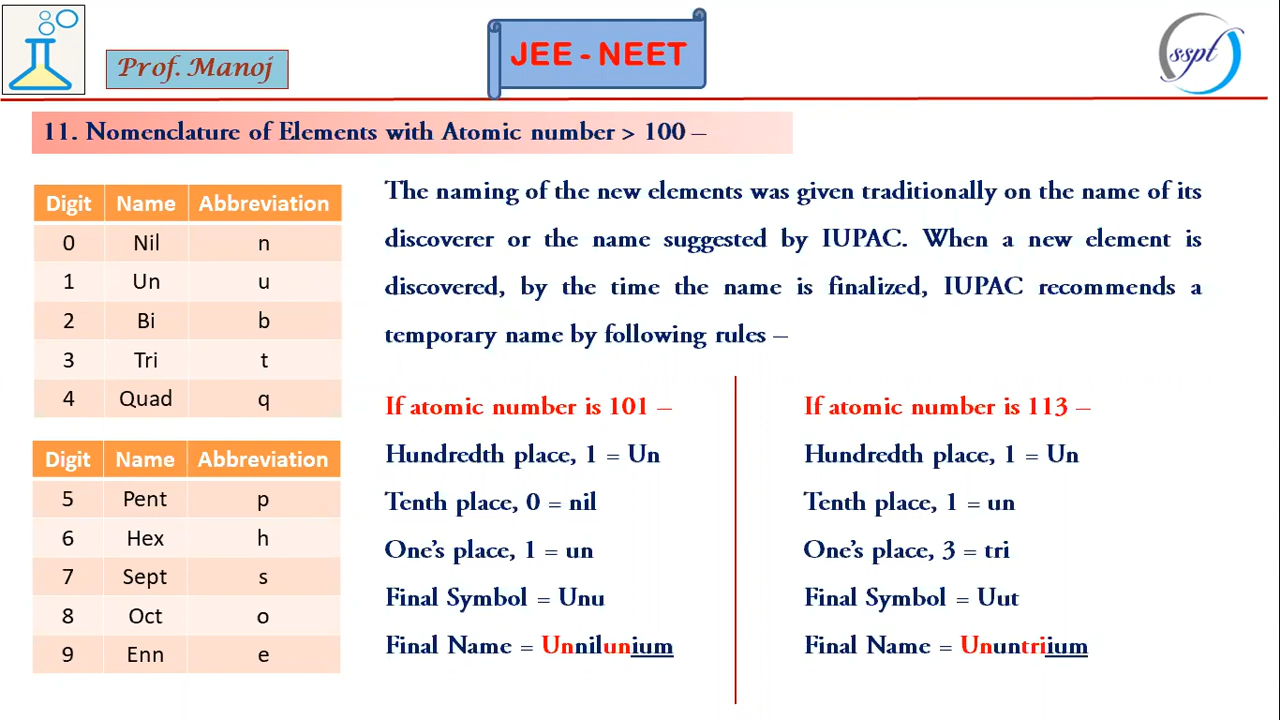 Prof. Manoj
JEE - NEET
sspt
11. Nomenclature of Elements with Atomic number > 100 –
Digit Name Abbreviation
0 Nil n
1 Un u
2 Bi b
3 Tri t
4 Quad q
Digit Name Abbreviation
5 Pent p
6 Hex h
7 Sept s
8 Oct o
9 Enn e
The naming of the new elements was given traditionally on the name of its
discoverer or the name suggested by IUPAC. When a new element is
discovered, by the time the name is finalized, IUPAC recommends a
temporary name by following rules –
If atomic number is 101 –
Hundredth place, 1 = Un
Tenth place, 0 = nil
One's place, 1 = un
Final Symbol = Unu
Final Name = Unnilunium
If atomic number is 113 –
Hundredth place, 1 = Un
Tenth place, 1 = un
One's place, 3 = tri
Final Symbol = Uut
Final Name = Ununtriium